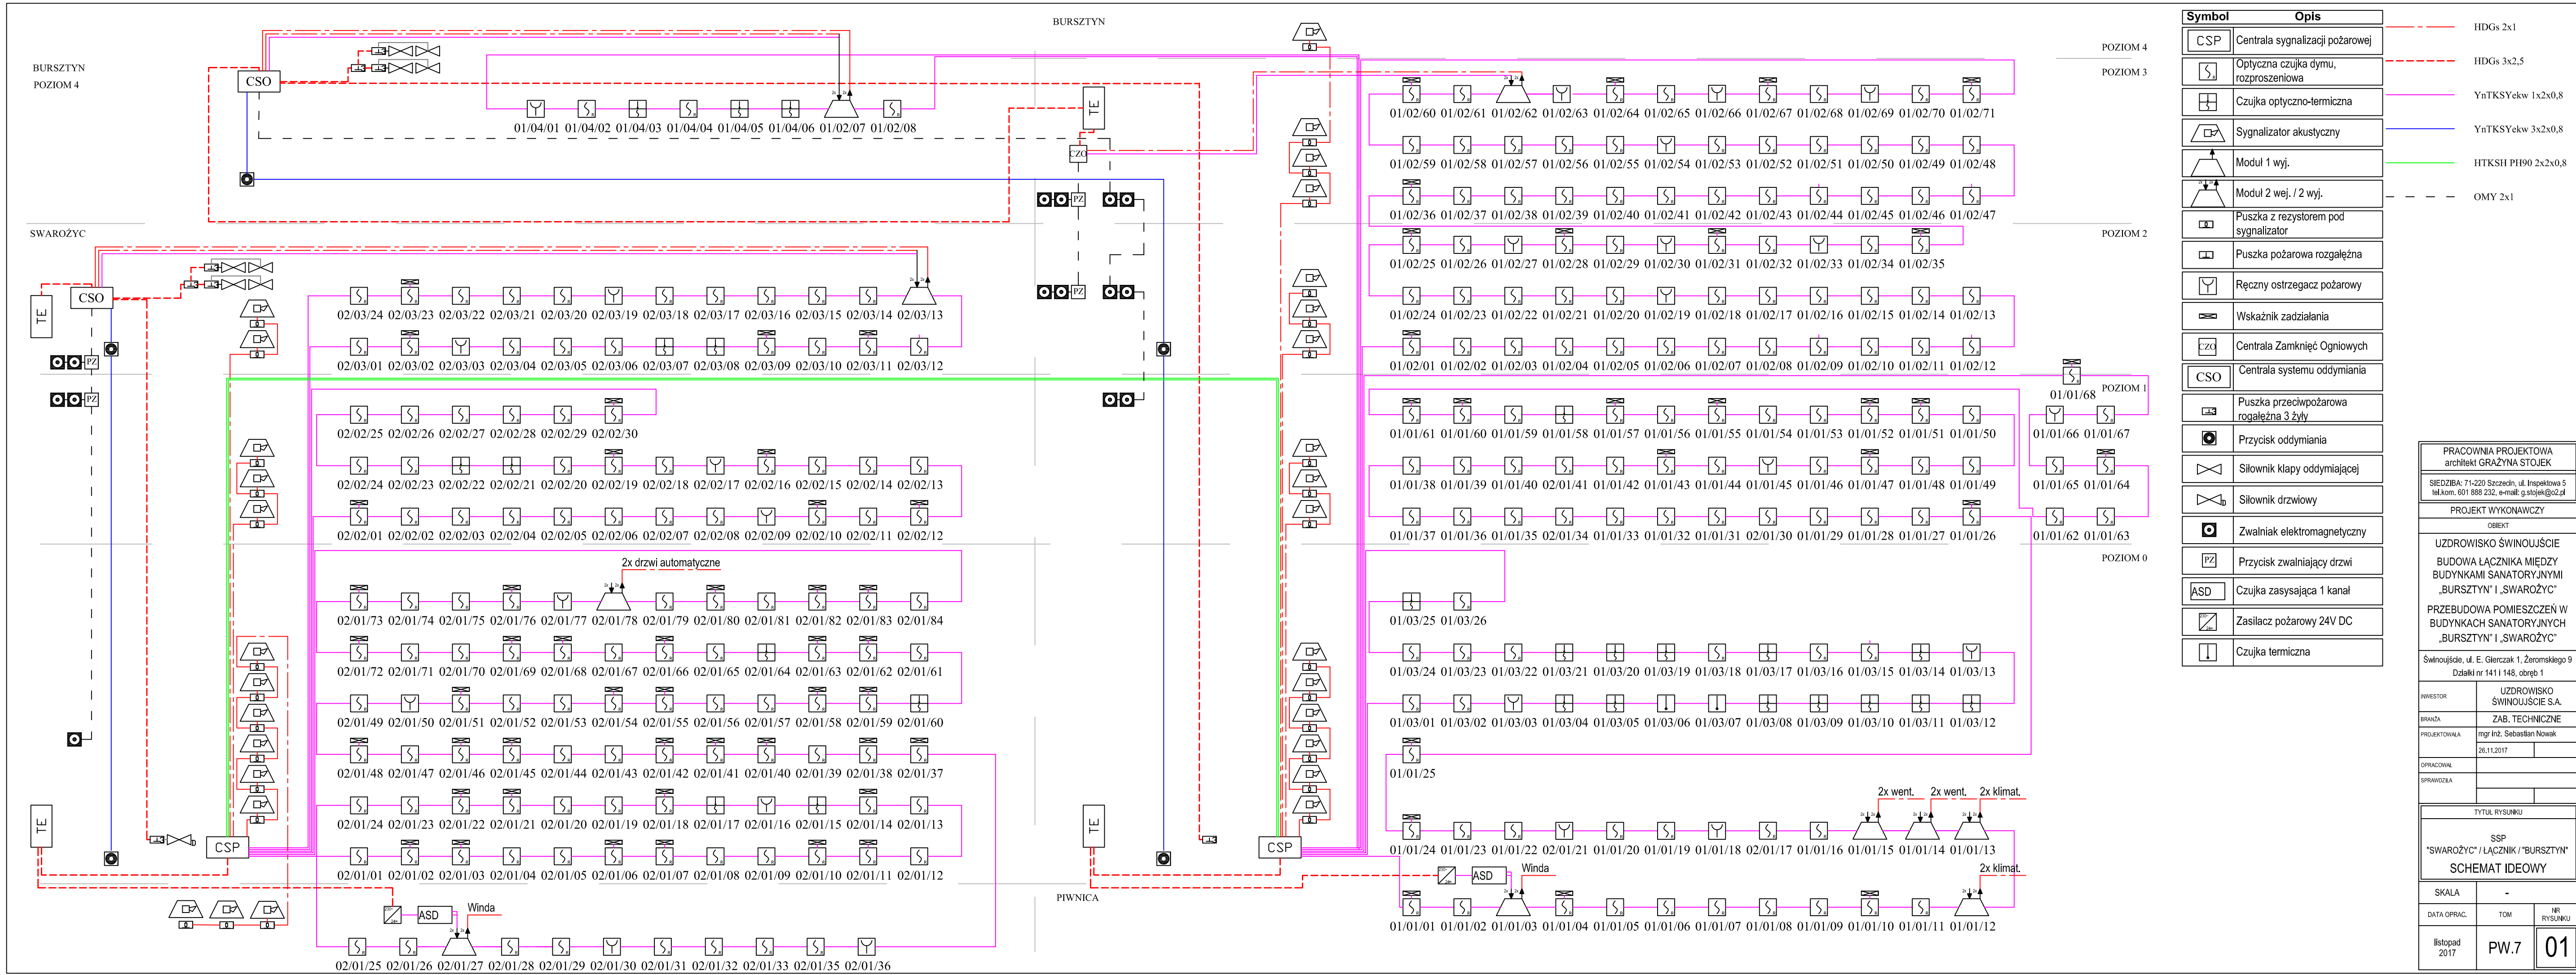 BURSZTYN
POZIOM 4
CSO
01/04/01 01/04/02 01/04/03 01/04/04 01/04/05 01/04/06 01/02/07 01/02/08
BURSZTYN
TE
CZO
PZ
PZ
SWAROŻYC
CSO
TE
PZ
PZ
02/03/24 02/03/23 02/03/22 02/03/21 02/03/20 02/03/19 02/03/18 02/03/17 02/03/16 02/03/15 02/03/14 02/03/13
02/03/01 02/03/02 02/03/03 02/03/04 02/03/05 02/03/06 02/03/07 02/03/08 02/03/09 02/03/10 02/03/11 02/03/12
02/02/25 02/02/26 02/02/27 02/02/28 02/02/29 02/02/30
02/02/24 02/02/23 02/02/22 02/02/21 02/02/20 02/02/19 02/02/18 02/02/17 02/02/16 02/02/15 02/02/14 02/02/13
02/02/01 02/02/02 02/02/03 02/02/04 02/02/05 02/02/06 02/02/07 02/02/08 02/02/09 02/02/10 02/02/11 02/02/12
2x drzwi automatyczne
02/01/73 02/01/74 02/01/75 02/01/76 02/01/77 02/01/78 02/01/79 02/01/80 02/01/81 02/01/82 02/01/83 02/01/84
02/01/72 02/01/71 02/01/70 02/01/69 02/01/68 02/01/67 02/01/66 02/01/65 02/01/64 02/01/63 02/01/62 02/01/61
02/01/49 02/01/50 02/01/51 02/01/52 02/01/53 02/01/54 02/01/55 02/01/56 02/01/57 02/01/58 02/01/59 02/01/60
02/01/48 02/01/47 02/01/46 02/01/45 02/01/44 02/01/43 02/01/42 02/01/41 02/01/40 02/01/39 02/01/38 02/01/37
02/01/24 02/01/23 02/01/22 02/01/21 02/01/20 02/01/19 02/01/18 02/01/17 02/01/16 02/01/15 02/01/14 02/01/13
TE
CSP
02/01/01 02/01/02 02/01/03 02/01/04 02/01/05 02/01/06 02/01/07 02/01/08 02/01/09 02/01/10 02/01/11 02/01/12
ASD
Winda
02/01/25 02/01/26 02/01/27 02/01/28 02/01/29 02/01/30 02/01/31 02/01/32 02/01/33 02/01/35 02/01/36
POZIOM 4
POZIOM 3
01/02/60 01/02/61 01/02/62 01/02/63 01/02/64 01/02/65 01/02/66 01/02/67 01/02/68 01/02/69 01/02/70 01/02/71
01/02/59 01/02/58 01/02/57 01/02/56 01/02/55 01/02/54 01/02/53 01/02/52 01/02/51 01/02/50 01/02/49 01/02/48
01/02/36 01/02/37 01/02/38 01/02/39 01/02/40 01/02/41 01/02/42 01/02/43 01/02/44 01/02/45 01/02/46 01/02/47
POZIOM 2
01/02/25 01/02/26 01/02/27 01/02/28 01/02/29 01/02/30 01/02/31 01/02/32 01/02/33 01/02/34 01/02/35
01/02/24 01/02/23 01/02/22 01/02/21 01/02/20 01/02/19 01/02/18 01/02/17 01/02/16 01/02/15 01/02/14 01/02/13
01/02/01 01/02/02 01/02/03 01/02/04 01/02/05 01/02/06 01/02/07 01/02/08 01/02/09 01/02/10 01/02/11 01/02/12
POZIOM 1
01/01/68
01/01/66 01/01/67
01/01/61 01/01/60 01/01/59 01/01/58 01/01/57 01/01/56 01/01/55 01/01/54 01/01/53 01/01/52 01/01/51 01/01/50
01/01/38 01/01/39 01/01/40 02/01/41 01/01/42 01/01/43 01/01/44 01/01/45 01/01/46 01/01/47 01/01/48 01/01/49
01/01/65 01/01/64
01/01/37 01/01/36 01/01/35 02/01/34 01/01/33 01/01/32 01/01/31 02/01/30 01/01/29 01/01/28 01/01/27 01/01/26
01/01/62 01/01/63
POZIOM 0
01/03/25 01/03/26
01/03/24 01/03/23 01/03/22 01/03/21 01/03/20 01/03/19 01/03/18 01/03/17 01/03/16 01/03/15 01/03/14 01/03/13
01/03/01 01/03/02 01/03/03 01/03/04 01/03/05 01/03/06 01/03/07 01/03/08 01/03/09 01/03/10 01/03/11 01/03/12
01/01/25
2x went. 2x went. 2x klimat.
01/01/24 01/01/23 01/01/22 02/01/21 01/01/20 01/01/19 01/01/18 02/01/17 01/01/16 01/01/15 01/01/14 01/01/13
TE
CSP
ASD
Winda
2x klimat.
01/01/01 01/01/02 01/01/03 01/01/04 01/01/05 01/01/06 01/01/07 01/01/08 01/01/09 01/01/10 01/01/11 01/01/12
PIWNICA
Symbol Opis
CSP Centrala sygnalizacji pożarowej
Optyczna czujka dymu,
rozproszeniowa
Czujka optyczno-termiczna
Sygnalizator akustyczny
Moduł 1 wyj.
Moduł 2 wej. / 2 wyj.
Puszka z rezystorem pod
sygnalizator
Puszka pożarowa rozgałęźna
Ręczny ostrzegacz pożarowy
Wskaźnik zadziałania
CZO Centrala Zamknięć Ogniowych
CSO Centrala systemu oddymiania
Puszka przeciwpożarowa
rogałęźna 3 żyły
Przycisk oddymiania
Siłownik klapy oddymiającej
Siłownik drzwiowy
Zwalniak elektromagnetyczny
PZ Przycisk zwalniający drzwi
ASD Czujka zasysająca 1 kanał
Zasilacz pożarowy 24V DC
Czujka termiczna
HDGs 2x1
HDGs 3x2,5
YnTKSYekw 1x2x0,8
YnTKSYekw 3x2x0,8
HTKSH PH90 2x2x0,8
OMY 2x1
PRACOWNIA PROJEKTOWA
architekt GRAŻYNA STOJEK
SIEDZIBA: 71-220 Szczecin, ul. Inspektowa 5
tel.kom. 601 888 232, e-mail: g.stojek@o2.pl
PROJEKT WYKONAWCZY
OBIEKT
UZDROWISKO ŚWINOUJŚCIE
BUDOWA ŁĄCZNIKA MIĘDZY
BUDYNKAMI SANATORYJNYMI
„BURSZTYN” I „SWAROŻYC”
PRZEBUDOWA POMIESZCZEŃ W
BUDYNKACH SANATORYJNYCH
„BURSZTYN” I „SWAROŻYC”
Świnoujście, ul. E. Gierczak 1, Żeromskiego 9
Działki nr 141 i 148, obręb 1
INWESTOR UZDROWISKO
ŚWINOUJŚCIE S.A.
BRANŻA ZAB. TECHNICZNE
PROJEKTOWAŁA mgr inż. Sebastian Nowak
26,11,2017
OPRACOWAŁ
SPRAWDZIŁA
TYTUŁ RYSUNKU
SSP
"SWAROŻYC" / ŁĄCZNIK / "BURSZTYN"
SCHEMAT IDEOWY
SKALA -
DATA OPRAC. TOM NR
RYSUNKU
listopad
2017 PW.7 01